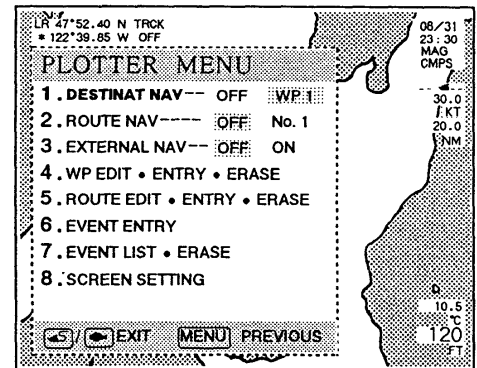 LR 47°52.40 N TRCK
* 122°39.85 W OFF
08/31
23:30
MAG
CMPS
PLOTTER MENU
1. DESTINAT NAV-- OFF WP 1
2. ROUTE NAV---- OFF No. 1
3. EXTERNAL NAV-- OFF ON
4. WP EDIT • ENTRY • ERASE
5. ROUTE EDIT • ENTRY • ERASE
6. EVENT ENTRY
7. EVENT LIST • ERASE
8. SCREEN SETTING
/ EXIT MENU PREVIOUS
30.0
KT
20.0
NM
10.5
°C
120
FT